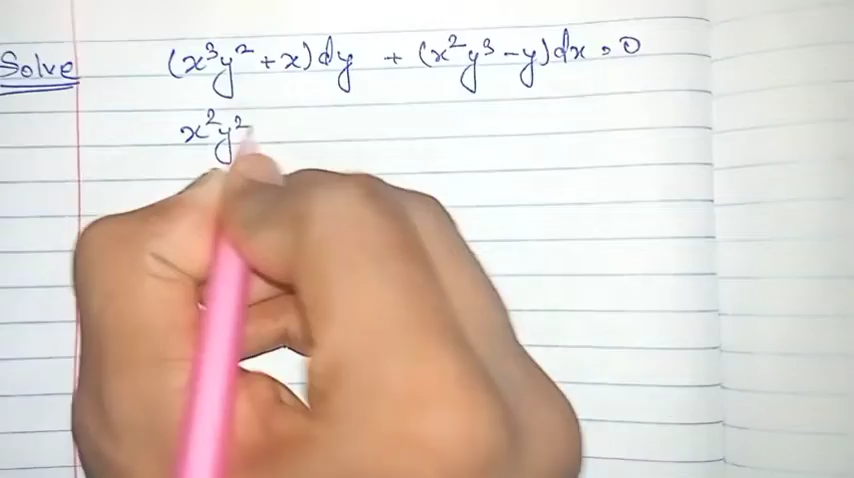 Solve (x³y² + x) dy + (x²y³ - y) dx = 0
x²y²